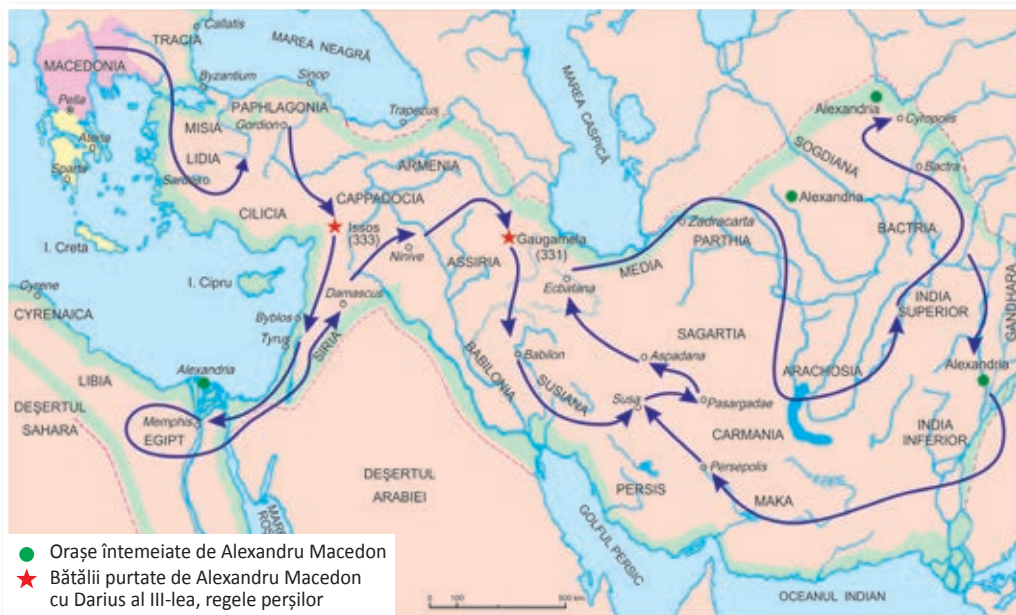 Callatis
TRACIA
MAREA NEAGRĂ
MACEDONIA
Byzantium
Sinop
Pella
PAPHLAGONIA
Gordion
Trapezus
MISIA
Atena
LIDIA
Sparta
ARMENIA
CAPPADOCIA
CILICIA
Issos
(333)
I. Creta
I. Cipru
Ninive
ASSIRIA
Gaugamela
(331)
MAREA CASPICĂ
Alexandria
Cyropolis
SOGDIANA
Bactra
Alexandria
Zadracarta
PARTHIA
BACTRIA
MEDIA
Ecbatana
GANDHARA
INDIA
SUPERIOR
Cyrene
CYRENAICA
Damascus
Byblos
Tyrus
SIRIA
SAGARTIA
Babilon
Aspadana
Alexandria
ARACHOSIA
BABILONIA
SUSIANA
Alexandria
LIBIA
Susa
Pasargadae
DEȘERTUL
SAHARA
Memphis
EGIPT
CARMANIA
INDIA
INFERIOR
DEȘERTUL
ARABIEI
Persepolis
PERSIS
MAKA
GOLFUL PERSIC
OCEANUL INDIAN
Orașe întemeiate de Alexandru Macedon
Bătălii purtate de Alexandru Macedon
cu Darius al III-lea, regele perșilor
0 100 500 km